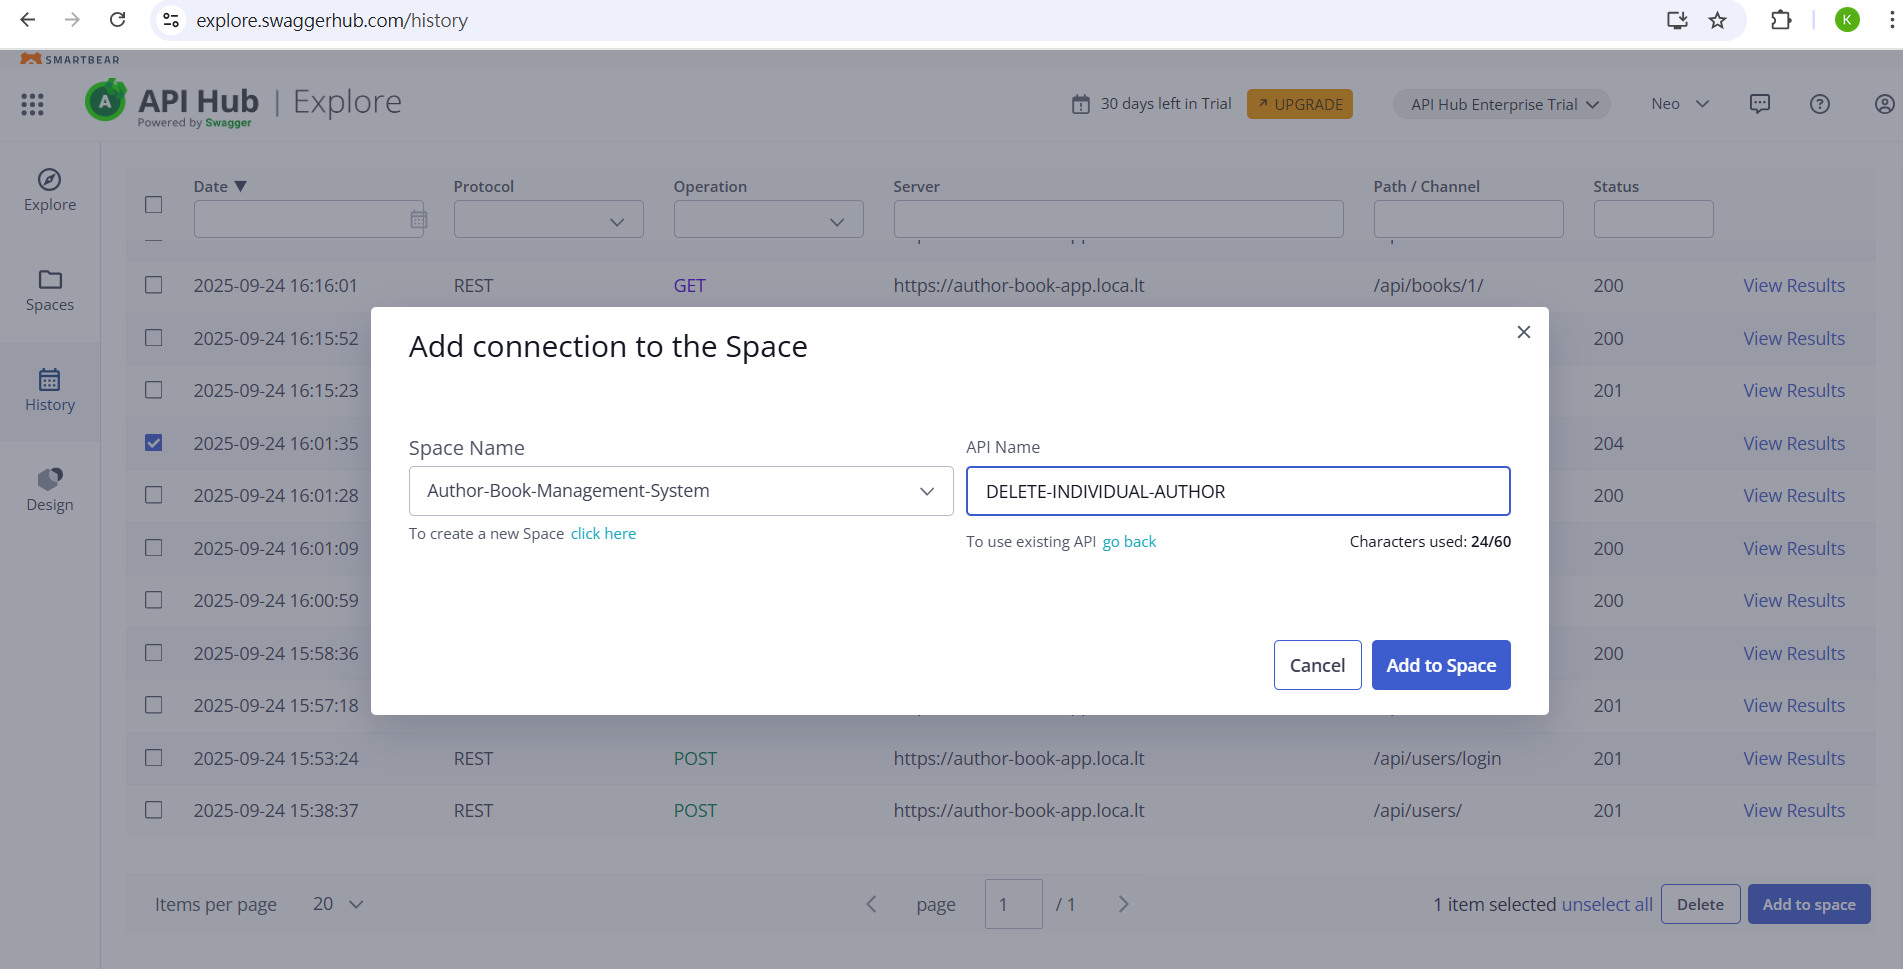 explore.swaggerhub.com/history
K
SMARTBEAR
API Hub | Explore
Powered by Swagger
30 days left in Trial
UPGRADE
API Hub Enterprise Trial
Neo
Explore
Spaces
History
Design
Date ▼ Protocol Operation Server Path / Channel Status
2025-09-24 16:16:01 REST GET https://author-book-app.loca.lt /api/books/1/ 200 View Results
2025-09-24 16:15:52 200 View Results
2025-09-24 16:15:23 201 View Results
2025-09-24 16:01:35 204 View Results
2025-09-24 16:01:28 200 View Results
2025-09-24 16:01:09 200 View Results
2025-09-24 16:00:59 200 View Results
2025-09-24 15:58:36 200 View Results
2025-09-24 15:57:18 201 View Results
2025-09-24 15:53:24 REST POST https://author-book-app.loca.lt /api/users/login 201 View Results
2025-09-24 15:38:37 REST POST https://author-book-app.loca.lt /api/users/ 201 View Results
Add connection to the Space
Space Name
Author-Book-Management-System
To create a new Space click here
API Name
DELETE-INDIVIDUAL-AUTHOR
To use existing API go back
Characters used: 24/60
Cancel
Add to Space
Items per page 20
page 1 / 1
1 item selected unselect all
Delete
Add to space